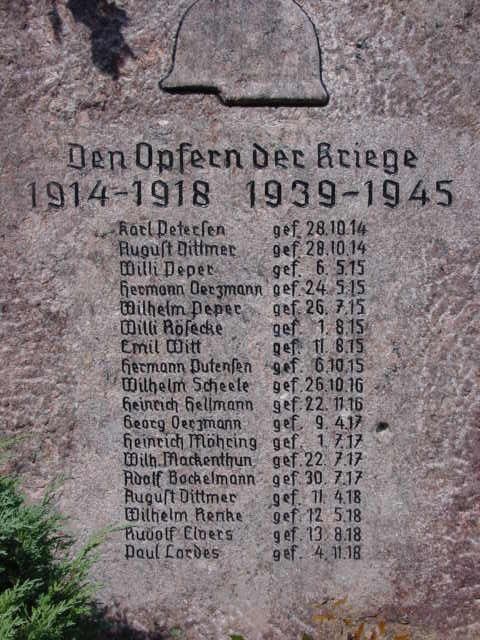 Den Opfern der Kriege
1914-1918 1939-1945
Karl Petersen gef. 28.10.14
August Dittmer gef. 28.10.14
Willi Peper gef. 6.5.15
Hermann Oerzmann gef. 24.5.15
Wilhelm Peper gef. 26.7.15
Willi Röfecke gef. 1.8.15
Emil Witt gef. 11.8.15
Hermann Dutensen gef. 6.10.15
Wilhelm Scheele gef. 26.10.16
Heinrich Hellmann gef. 22.11.16
Georg Oerzmann gef. 9.4.17
Heinrich Möhring gef. 1.7.17
Wilh. Mackenthun gef. 22.7.17
Adolf Bockelmann gef. 30.7.17
August Dittmer gef. 11.4.18
Wilhelm Renke gef. 12.5.18
Rudolf Elvers gef. 13.8.18
Paul Lordes gef. 4.11.18